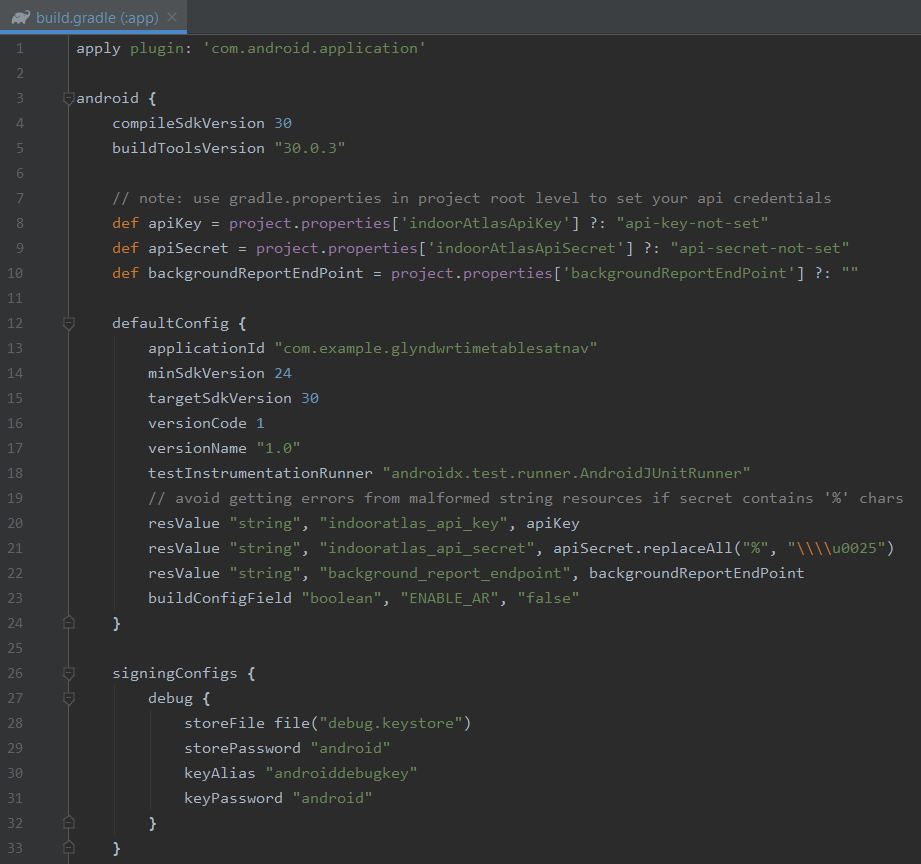 build.gradle (:app)
1 apply plugin: 'com.android.application'
2
3 android {
4 compileSdkVersion 30
5 buildToolsVersion "30.0.3"
6
7 // note: use gradle.properties in project root level to set your api credentials
8 def apiKey = project.properties['indoorAtlasApiKey'] ?: "api-key-not-set"
9 def apiSecret = project.properties['indoorAtlasApiSecret'] ?: "api-secret-not-set"
10 def backgroundReportEndPoint = project.properties['backgroundReportEndPoint'] ?: ""
11
12 defaultConfig {
13 applicationId "com.example.glyndwrtimetablesatnav"
14 minSdkVersion 24
15 targetSdkVersion 30
16 versionCode 1
17 versionName "1.0"
18 testInstrumentationRunner "androidx.test.runner.AndroidJUnitRunner"
19 // avoid getting errors from malformed string resources if secret contains '%' chars
20 resValue "string", "indooratlas_api_key", apiKey
21 resValue "string", "indooratlas_api_secret", apiSecret.replaceAll("%", "\\\\u0025")
22 resValue "string", "background_report_endpoint", backgroundReportEndPoint
23 buildConfigField "boolean", "ENABLE_AR", "false"
24 }
25
26 signingConfigs {
27 debug {
28 storeFile file("debug.keystore")
29 storePassword "android"
30 keyAlias "androiddebugkey"
31 keyPassword "android"
32 }
33 }